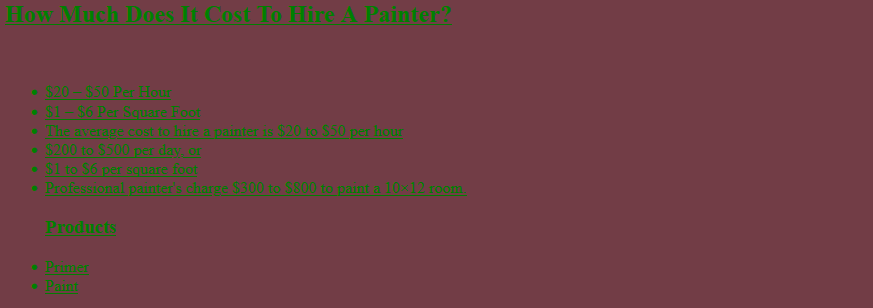 How Much Does It Cost To Hire A Painter?
$20 – $50 Per Hour
$1 – $6 Per Square Foot
The average cost to hire a painter is $20 to $50 per hour
$200 to $500 per day, or
$1 to $6 per square foot
Professional painter's charge $300 to $800 to paint a 10×12 room.
Products
Primer
Paint